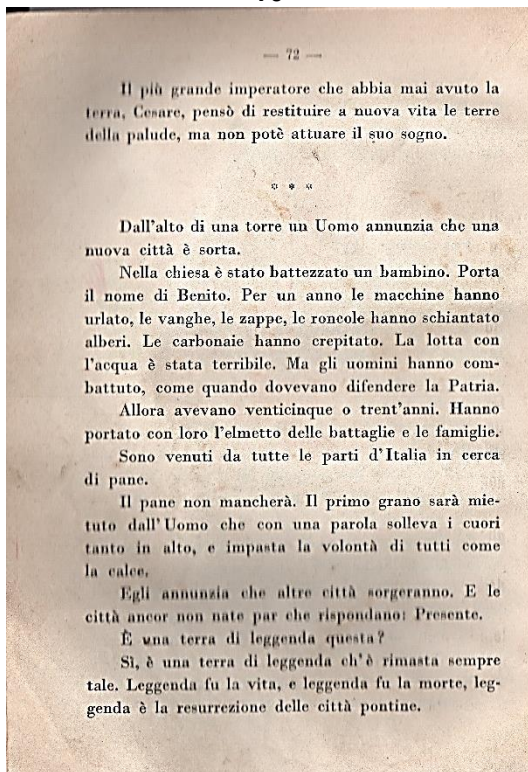 — 72 —
Il più grande imperatore che abbia mai avuto la
terra, Cesare, pensò di restituire a nuova vita le terre
della palude, ma non potè attuare il suo sogno.
* * *
Dall'alto di una torre un Uomo annunzia che una
nuova città è sorta.
Nella chiesa è stato battezzato un bambino. Porta
il nome di Benito. Per un anno le macchine hanno
urlato, le vanghe, le zappe, le roncole hanno schiantato
alberi. Le carbonaie hanno crepitato. La lotta con
l'acqua è stata terribile. Ma gli uomini hanno com-
battuto, come quando dovevano difendere la Patria.
Allora avevano venticinque o trent'anni. Hanno
portato con loro l'elmetto delle battaglie e le famiglie.
Sono venuti da tutte le parti d'Italia in cerca
di pane.
Il pane non mancherà. Il primo grano sarà mie-
tuto dall'Uomo che con una parola solleva i cuori
tanto in alto, e impasta la volontà di tutti come
la calce.
Egli annunzia che altre città sorgeranno. E le
città ancor non nate par che rispondano: Presente.
È una terra di leggenda questa?
Sì, è una terra di leggenda ch'è rimasta sempre
tale. Leggenda fu la vita, e leggenda fu la morte, leg-
genda è la resurrezione delle città pontine.